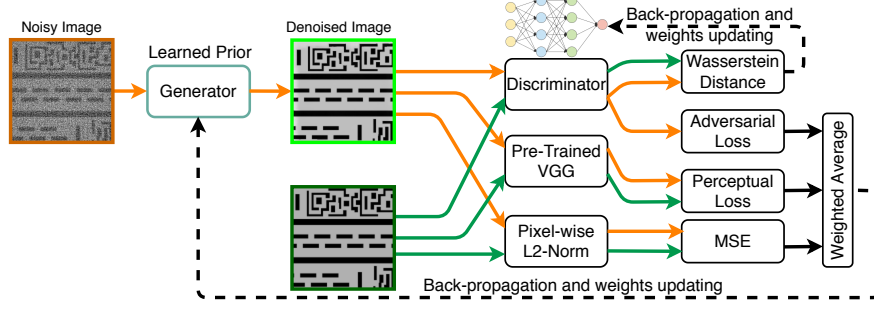 Noisy Image
Learned Prior
Generator
Denoised Image
Back-propagation and
weights updating
Discriminator
Wasserstein
Distance
Adversarial
Loss
Pre-Trained
VGG
Perceptual
Loss
Pixel-wise
L2-Norm
MSE
Weighted Average
Back-propagation and weights updating